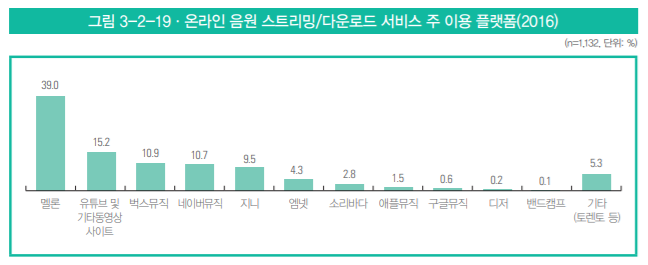 그림 3-2-19 · 온라인 음원 스트리밍/다운로드 서비스 주 이용 플랫폼(2016)
(n=1,132, 단위: %)
39.0
15.2
10.9
10.7
9.5
4.3
2.8
1.5
0.6
0.2
0.1
5.3
멜론
유튜브 및
기타동영상
사이트
벅스뮤직
네이버뮤직
지니
엠넷
소리바다
애플뮤직
구글뮤직
디저
밴드캠프
기타
(토렌토 등)